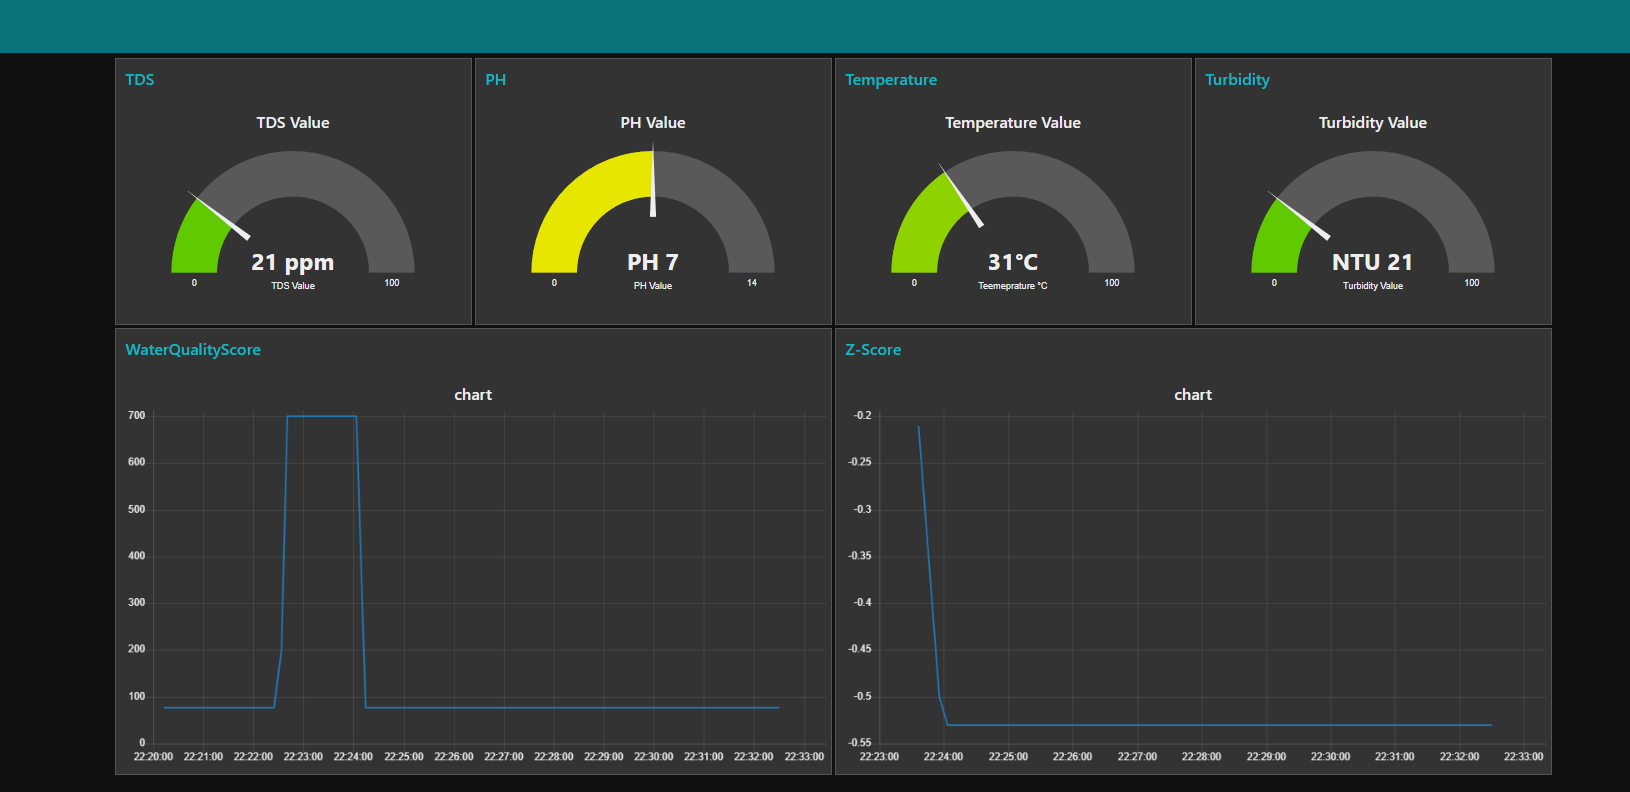 TDS
TDS Value
21 ppm
0
TDS Value
100
PH
PH Value
PH 7
0
PH Value
14
Temperature
Temperature Value
31°C
0
Teemeprature °C
100
Turbidity
Turbidity Value
NTU 21
0
Turbidity Value
100
WaterQualityScore
chart
700
600
500
400
300
200
100
0
22:20:00 22:21:00 22:22:00 22:23:00 22:24:00 22:25:00 22:26:00 22:27:00 22:28:00 22:29:00 22:30:00 22:31:00 22:32:00 22:33:00
Z-Score
chart
-0.2
-0.25
-0.3
-0.35
-0.4
-0.45
-0.5
-0.55
22:23:00 22:24:00 22:25:00 22:26:00 22:27:00 22:28:00 22:29:00 22:30:00 22:31:00 22:32:00 22:33:00